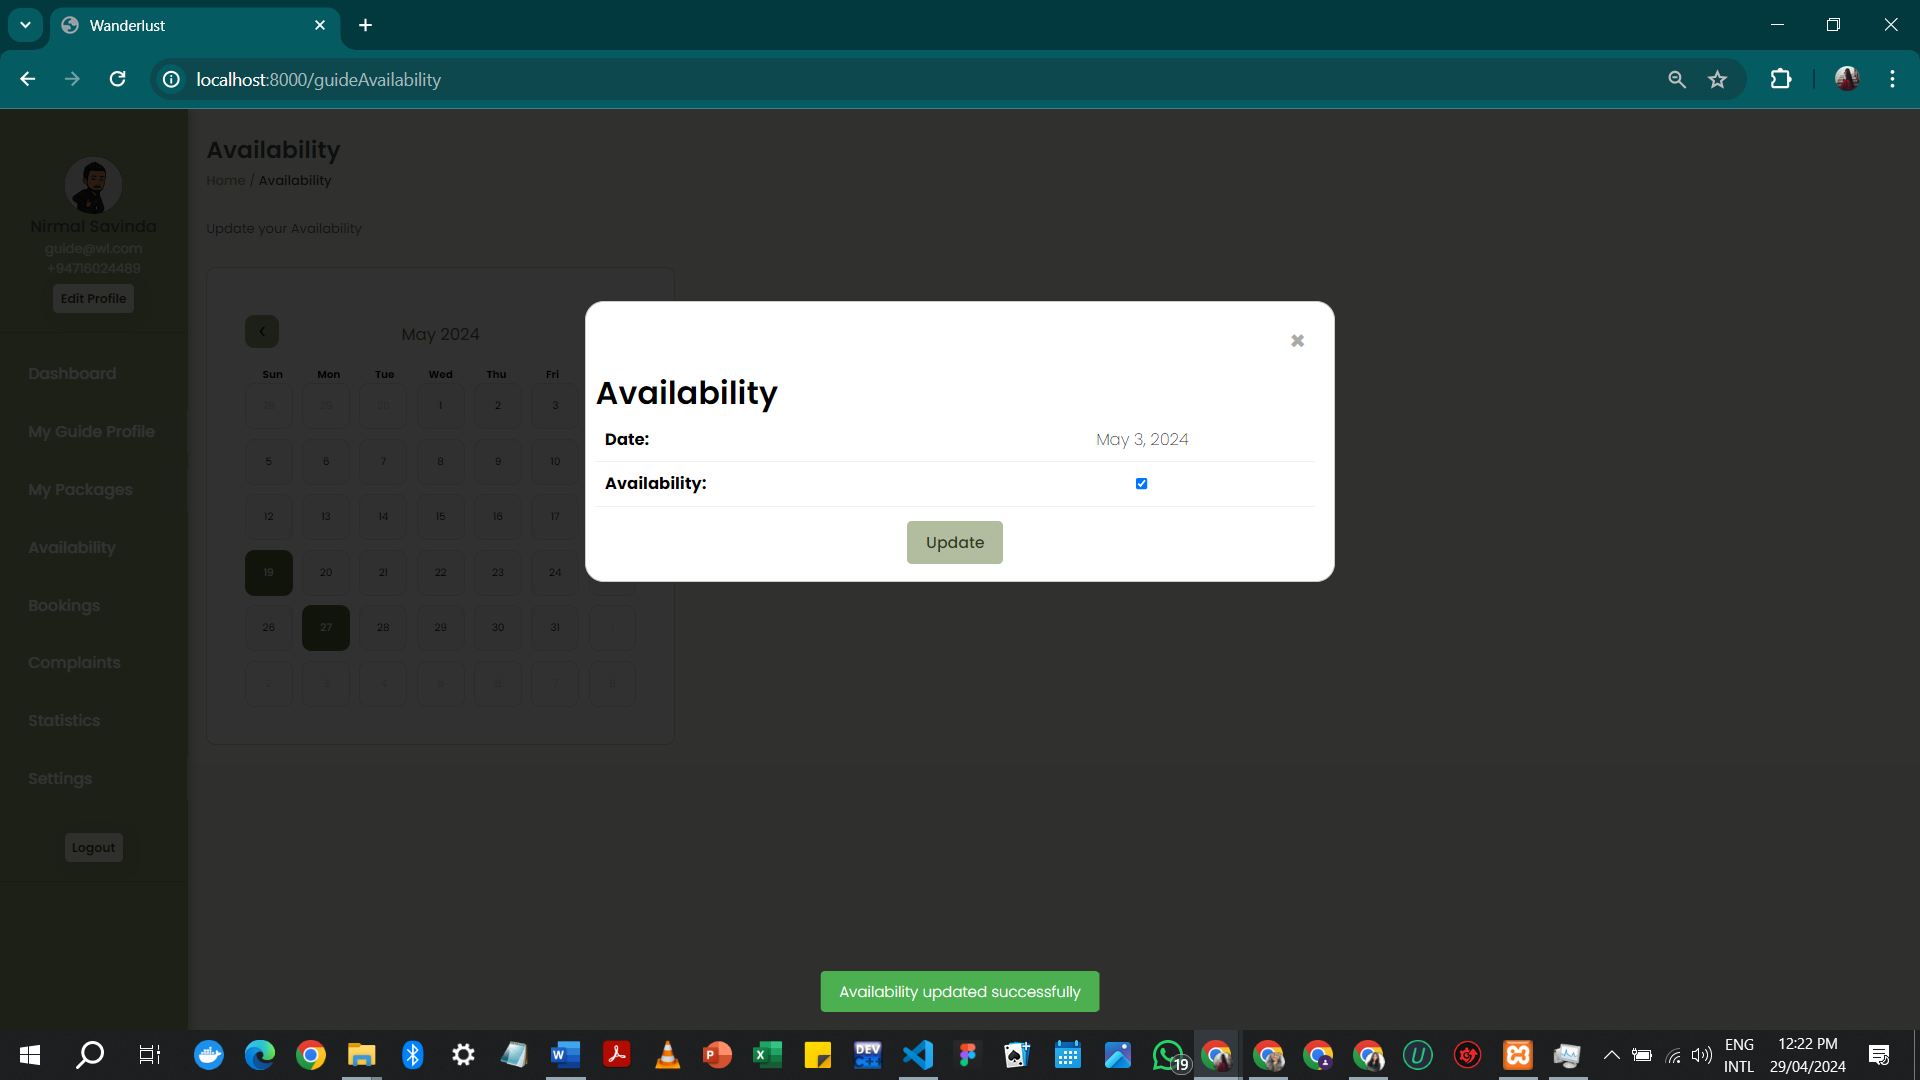 Wanderlust
localhost:8000/guideAvailability
Nirmal Savinda
guide@wl.com
+94716024489
Edit Profile
Dashboard
My Guide Profile
My Packages
Availability
Bookings
Complaints
Statistics
Settings
Logout
Availability
Home / Availability
Update your Availability
May 2024
Sun Mon Tue Wed Thu Fri
28 29 30 1 2 3
5 6 7 8 9 10
12 13 14 15 16 17
19 20 21 22 23 24
26 27 28 29 30 31 1
2 3 4 5 6 7 8
Availability
Date: May 3, 2024
Availability:
Update
Availability updated successfully
19
ENG
INTL
12:22 PM
29/04/2024